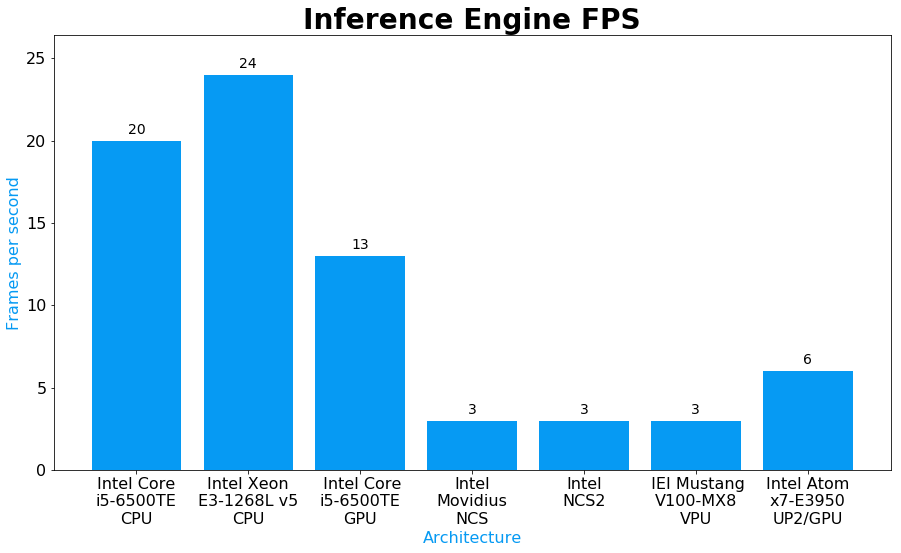 Inference Engine FPS
Frames per second
25
20
15
10
5
0
20
24
13
3
3
3
6
Intel Core
i5-6500TE
CPU
Intel Xeon
E3-1268L v5
CPU
Intel Core
i5-6500TE
GPU
Intel
Movidius
NCS
Intel
NCS2
IEI Mustang
V100-MX8
VPU
Intel Atom
x7-E3950
UP2/GPU
Architecture